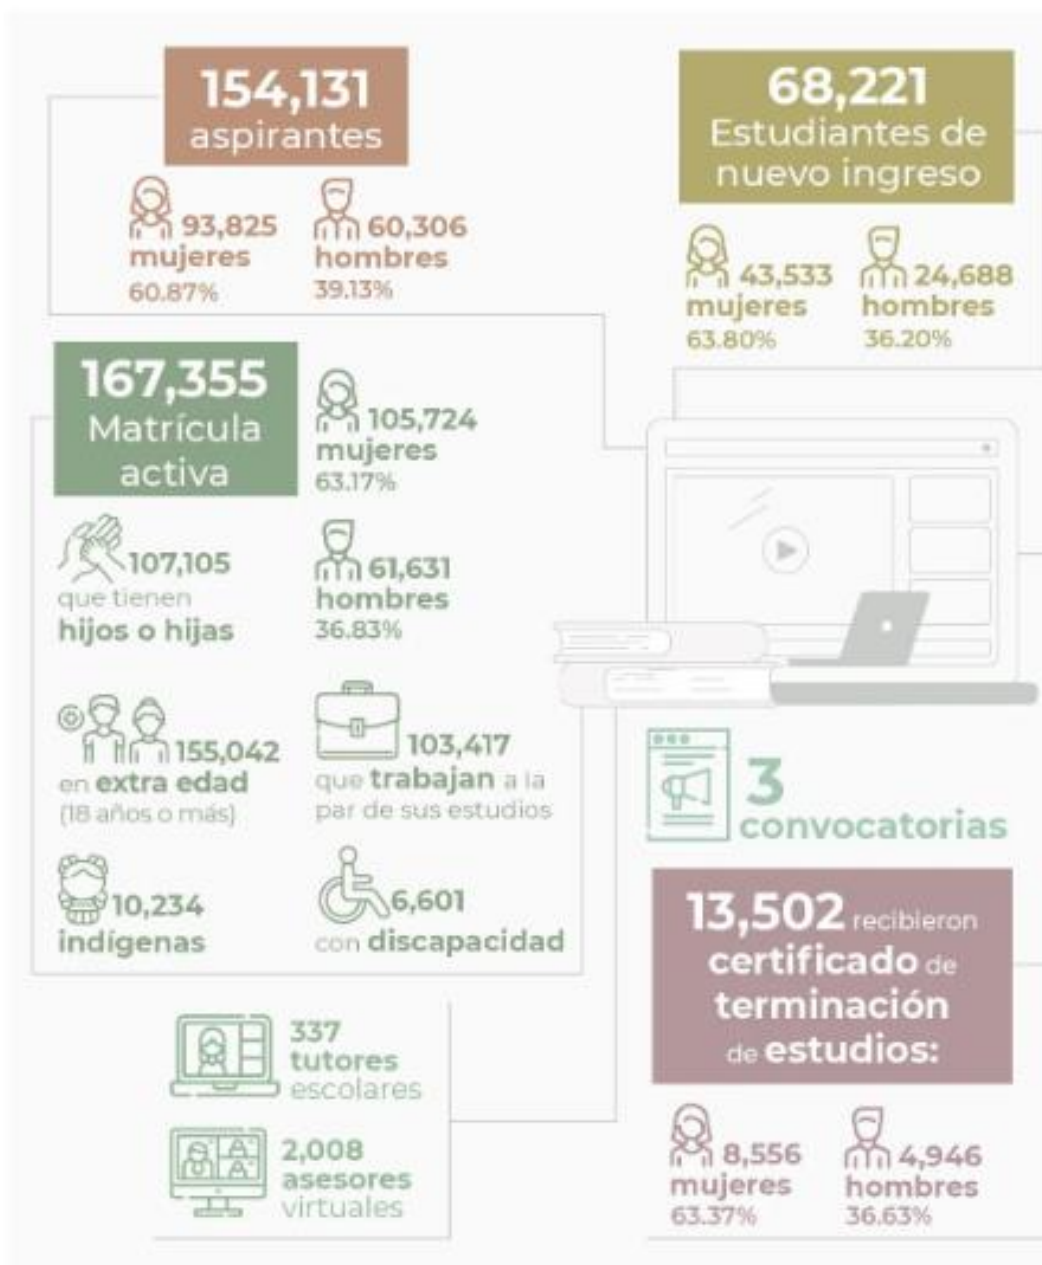 154,131
aspirantes
93,825
mujeres
60.87%
60,306
hombres
39.13%
68,221
Estudiantes de
nuevo ingreso
43,533
mujeres
63.80%
24,688
hombres
36.20%
167,355
Matrícula
activa
105,724
mujeres
63.17%
107,105
que tienen
hijos o hijas
61,631
hombres
36.83%
155,042
en extra edad
(18 años o más)
103,417
que trabajan a la
par de sus estudios
10,234
indígenas
6,601
con discapacidad
3
convocatorias
13,502 recibieron
certificado de
terminación
de estudios:
8,556
mujeres
63.37%
4,946
hombres
36.63%
337
tutores
escolares
2,008
asesores
virtuales